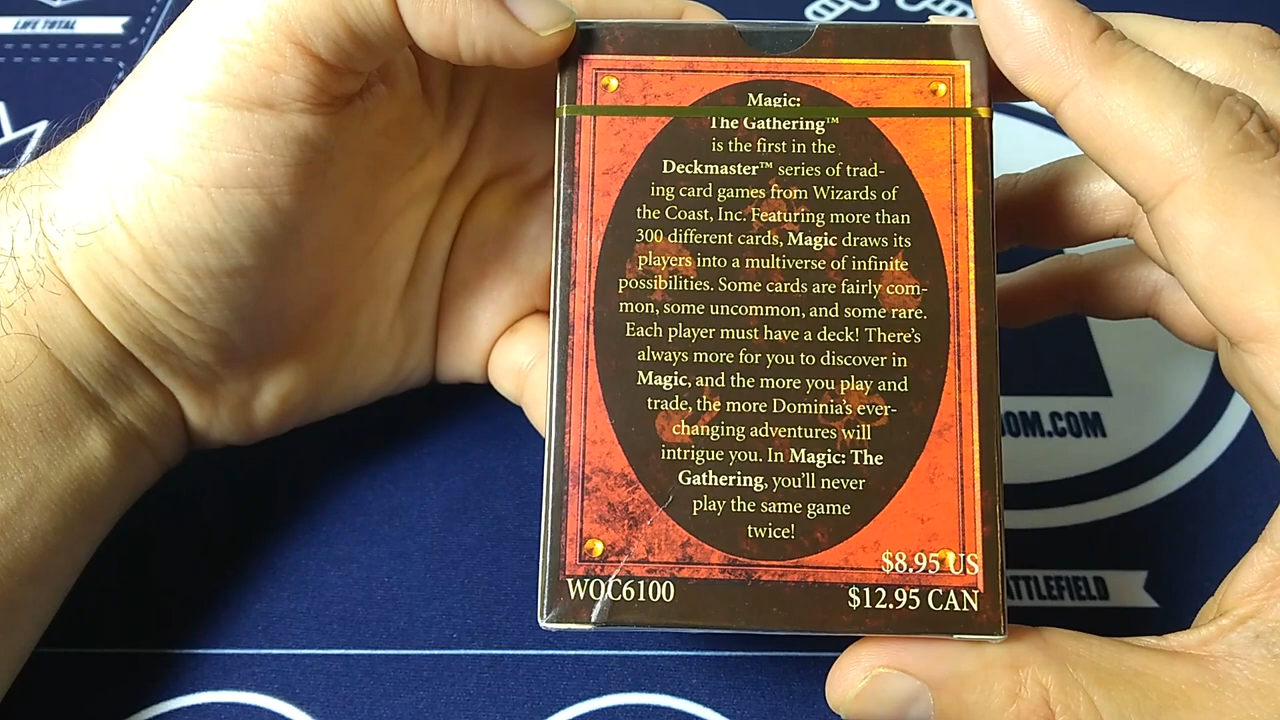 LIFE TOTAL
Magic:
The Gathering™
is the first in the
Deckmaster™ series of trad-
ing card games from Wizards of
the Coast, Inc. Featuring more than
300 different cards, Magic draws its
players into a multiverse of infinite
possibilities. Some cards are fairly com-
mon, some uncommon, and some rare.
Each player must have a deck! There's
always more for you to discover in
Magic, and the more you play and
trade, the more Dominia's ever-
changing adventures will
intrigue you. In Magic: The
Gathering, you'll never
play the same game
twice!
$8.95 US
WOC6100
$12.95 CAN